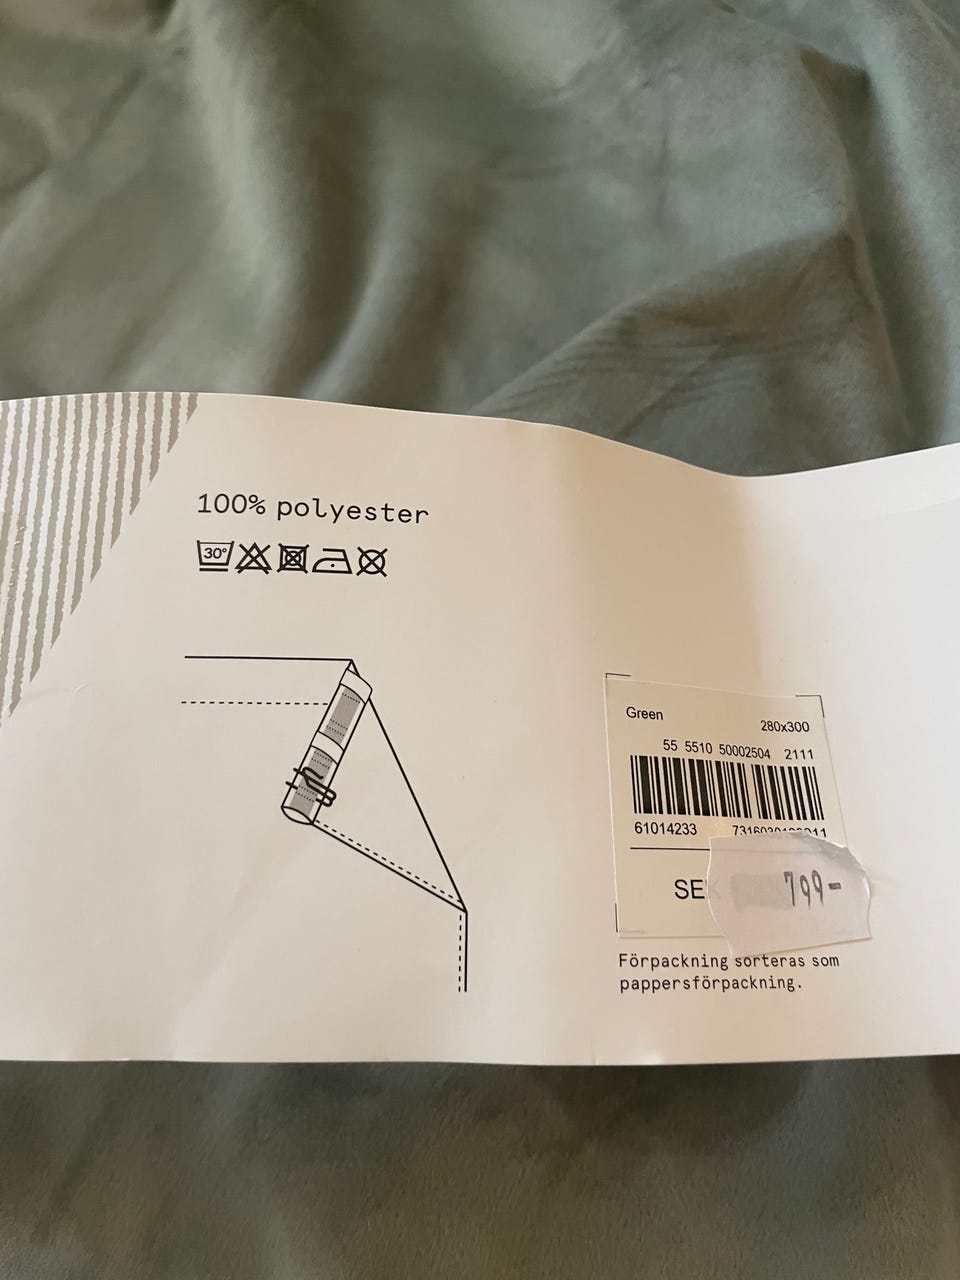 100% polyester
30°
Green
280x300
55 5510 50002504 2111
61014233
SEK
799-
Förpackning sorteras som
pappersförpackning.